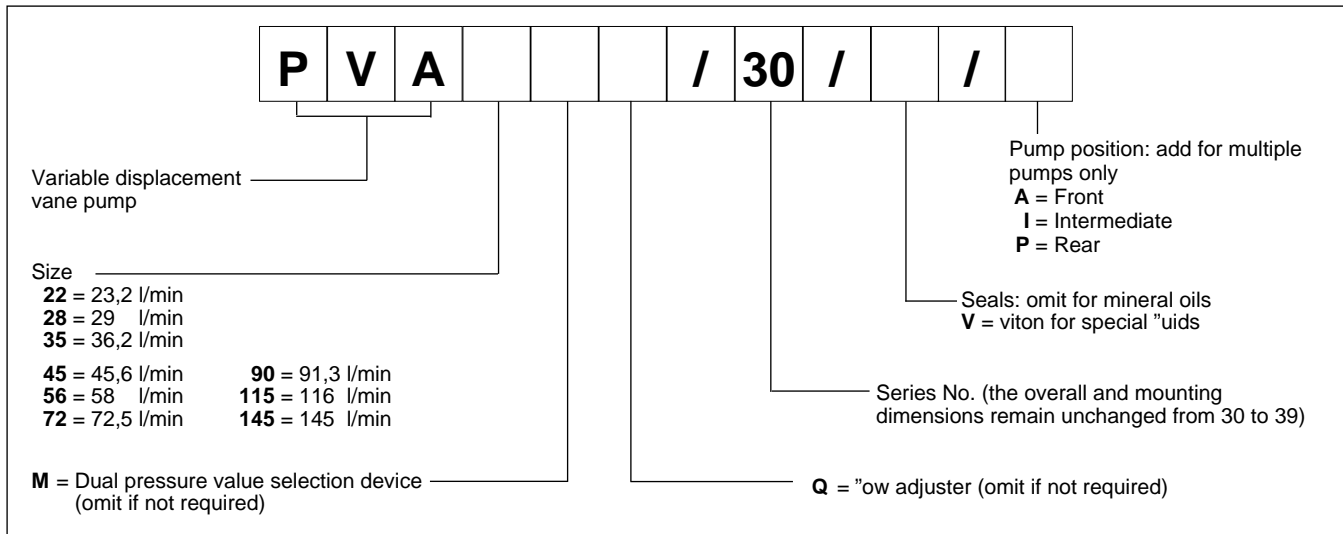 P V A / 30 / /
Variable displacement
vane pump
Pump position: add for multiple
pumps only
A = Front
I = Intermediate
P = Rear
Size
22 = 23,2 l/min
28 = 29 l/min
35 = 36,2 l/min
45 = 45,6 l/min
56 = 58 l/min
72 = 72,5 l/min
90 = 91,3 l/min
115 = 116 l/min
145 = 145 l/min
Seals: omit for mineral oils
V = viton for special "uids
Series No. (the overall and mounting
dimensions remain unchanged from 30 to 39)
M = Dual pressure value selection device
(omit if not required)
Q = "ow adjuster (omit if not required)